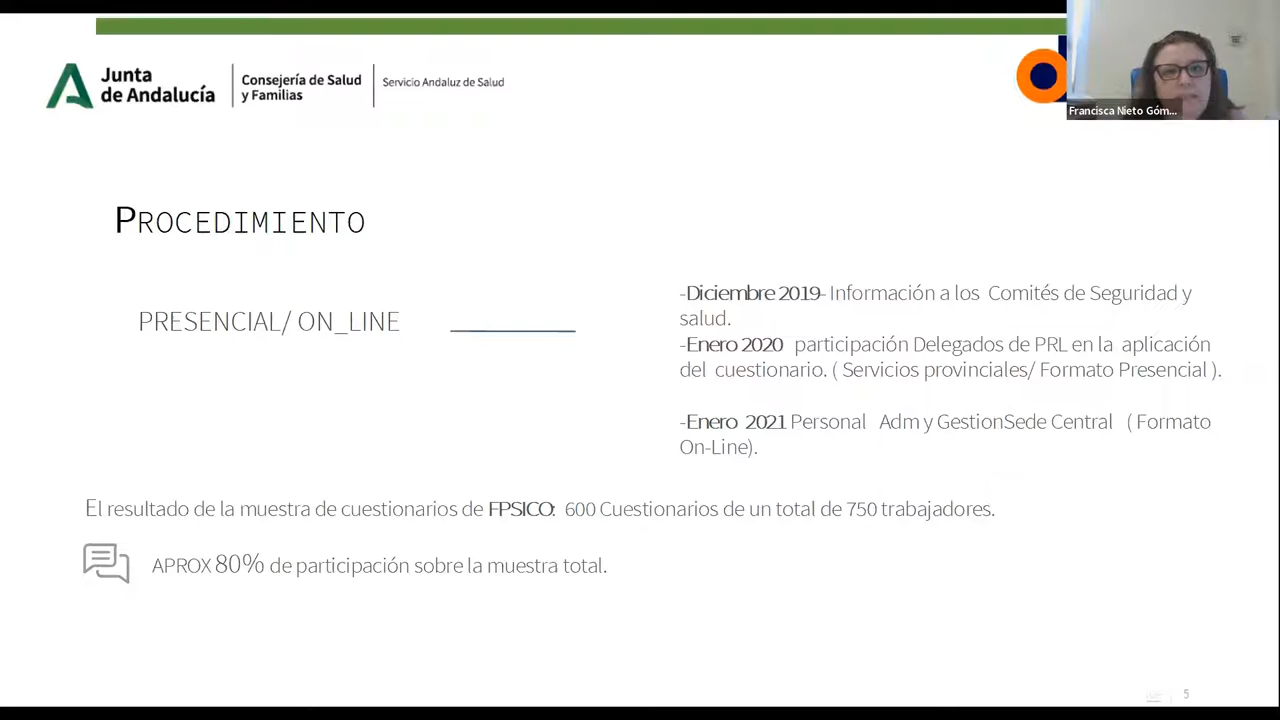 Junta
de Andalucía
Consejería de Salud
y Familias
Servicio Andaluz de Salud
Francisca Nieto Góm...
PROCEDIMIENTO
PRESENCIAL/ ON_LINE
-Diciembre 2019- Información a los Comités de Seguridad y
salud.
-Enero 2020 participación Delegados de PRL en la aplicación
del cuestionario. ( Servicios provinciales/ Formato Presencial ).
-Enero 2021 Personal Adm y GestionSede Central ( Formato
On-Line).
El resultado de la muestra de cuestionarios de FPSICO: 600 Cuestionarios de un total de 750 trabajadores.
APROX 80% de participación sobre la muestra total.
5